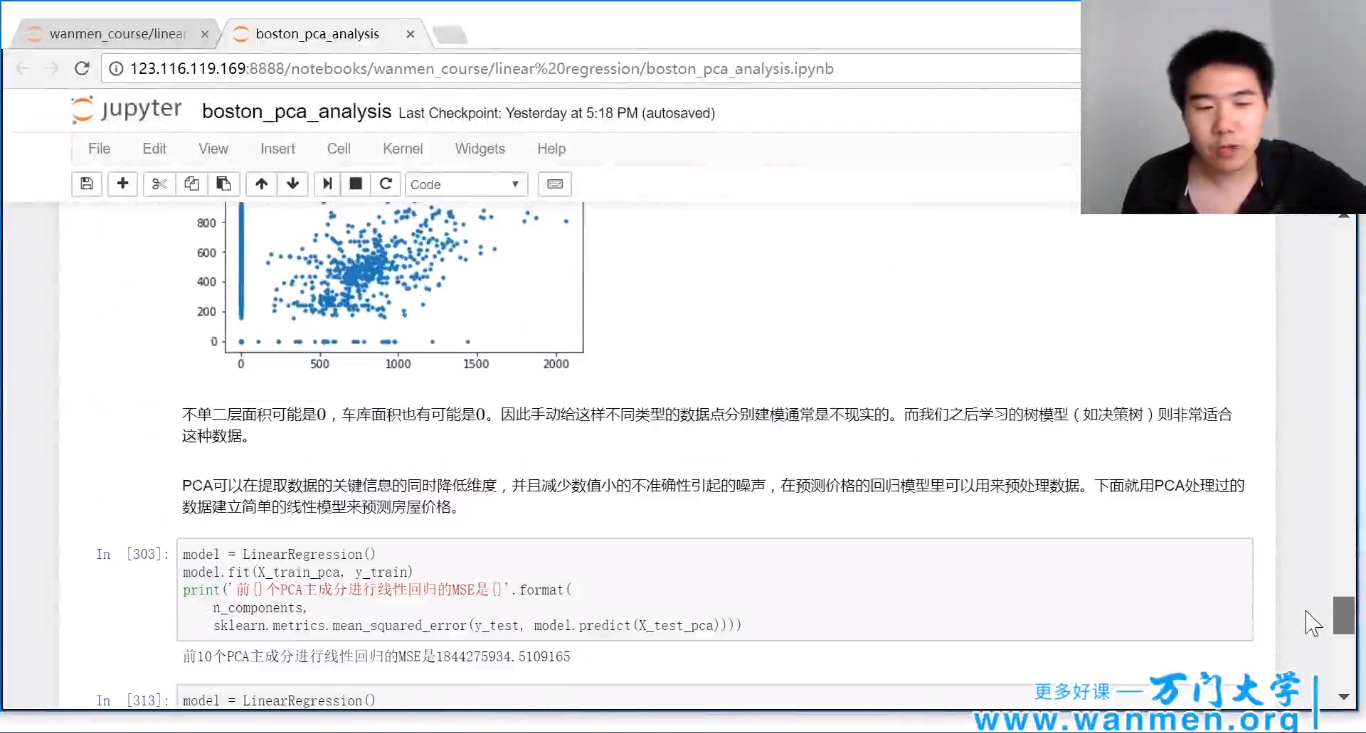 wanmen_course/linear
boston_pca_analysis
123.116.119.169:8888/notebooks/wanmen_course/linear%20regression/boston_pca_analysis.ipynb
jupyter boston_pca_analysis Last Checkpoint: Yesterday at 5:18 PM (autosaved)
File Edit View Insert Cell Kernel Widgets Help
Code
800
600
400
200
0
0 500 1000 1500 2000
不单二层面积可能是0，车库面积也有可能是0。因此手动给这样不同类型的数据点分别建模通常是不现实的。而我们之后学习的树模型（如决策树）则非常适合
这种数据。
PCA可以在提取数据的关键信息的同时降低维度，并且减少数值小的不准确性引起的噪声，在预测价格的回归模型里可以用来预处理数据。下面就用PCA处理过的
数据建立简单的线性模型来预测房屋价格。
In [303]: model = LinearRegression()
model.fit(X_train_pca, y_train)
print('前{}个PCA主成分进行线性回归的MSE是{}'.format(
n_components,
sklearn.metrics.mean_squared_error(y_test, model.predict(X_test_pca))))
前10个PCA主成分进行线性回归的MSE是1844275934.5109165
In [313]: model = LinearRegression()
更多好课 — 万门大学
www.wanmen.org